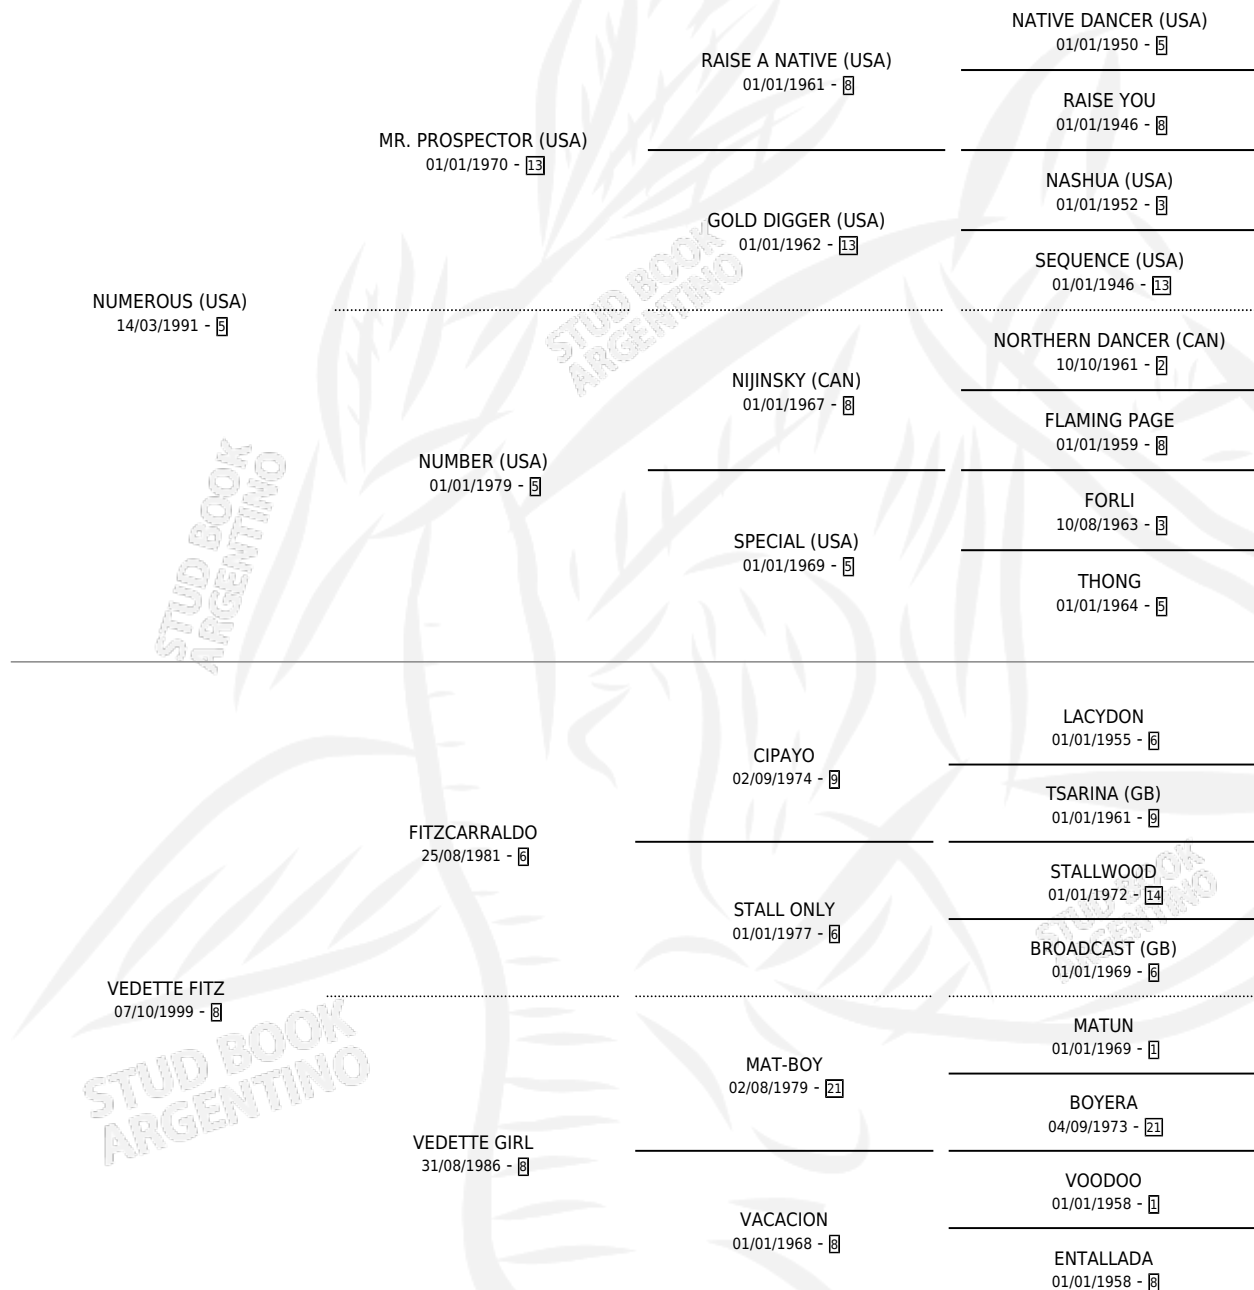 NATIVE DANCER (USA)
01/01/1950 - 5
RAISE A NATIVE (USA)
01/01/1961 - 8
RAISE YOU
01/01/1946 - 8
MR. PROSPECTOR (USA)
01/01/1970 - 13
NASHUA (USA)
01/01/1952 - 3
GOLD DIGGER (USA)
01/01/1962 - 13
SEQUENCE (USA)
01/01/1946 - 13
NUMEROUS (USA)
14/03/1991 - 5
STUD BOOK
ARGENTINO
NORTHERN DANCER (CAN)
10/10/1961 - 2
NIJINSKY (CAN)
01/01/1967 - 8
FLAMING PAGE
01/01/1959 - 8
NUMBER (USA)
01/01/1979 - 5
FORLI
10/08/1963 - 3
SPECIAL (USA)
01/01/1969 - 5
THONG
01/01/1964 - 5
STUD BOOK
ARGENTINO
LACYDON
01/01/1955 - 6
CIPAYO
02/09/1974 - 9
TSARINA (GB)
01/01/1961 - 9
FITZCARRALDO
25/08/1981 - 6
STALLWOOD
01/01/1972 - 14
STALL ONLY
01/01/1977 - 6
BROADCAST (GB)
01/01/1969 - 6
STUD BOOK
ARGENTINO
VEDETTE FITZ
07/10/1999 - 8
MATUN
01/01/1969 - 1
MAT-BOY
02/08/1979 - 21
BOYERA
04/09/1973 - 21
STUD BOOK
ARGENTINO
VEDETTE GIRL
31/08/1986 - 8
VOODOO
01/01/1958 - 1
VACACION
01/01/1968 - 8
ENTALLADA
01/01/1958 - 8